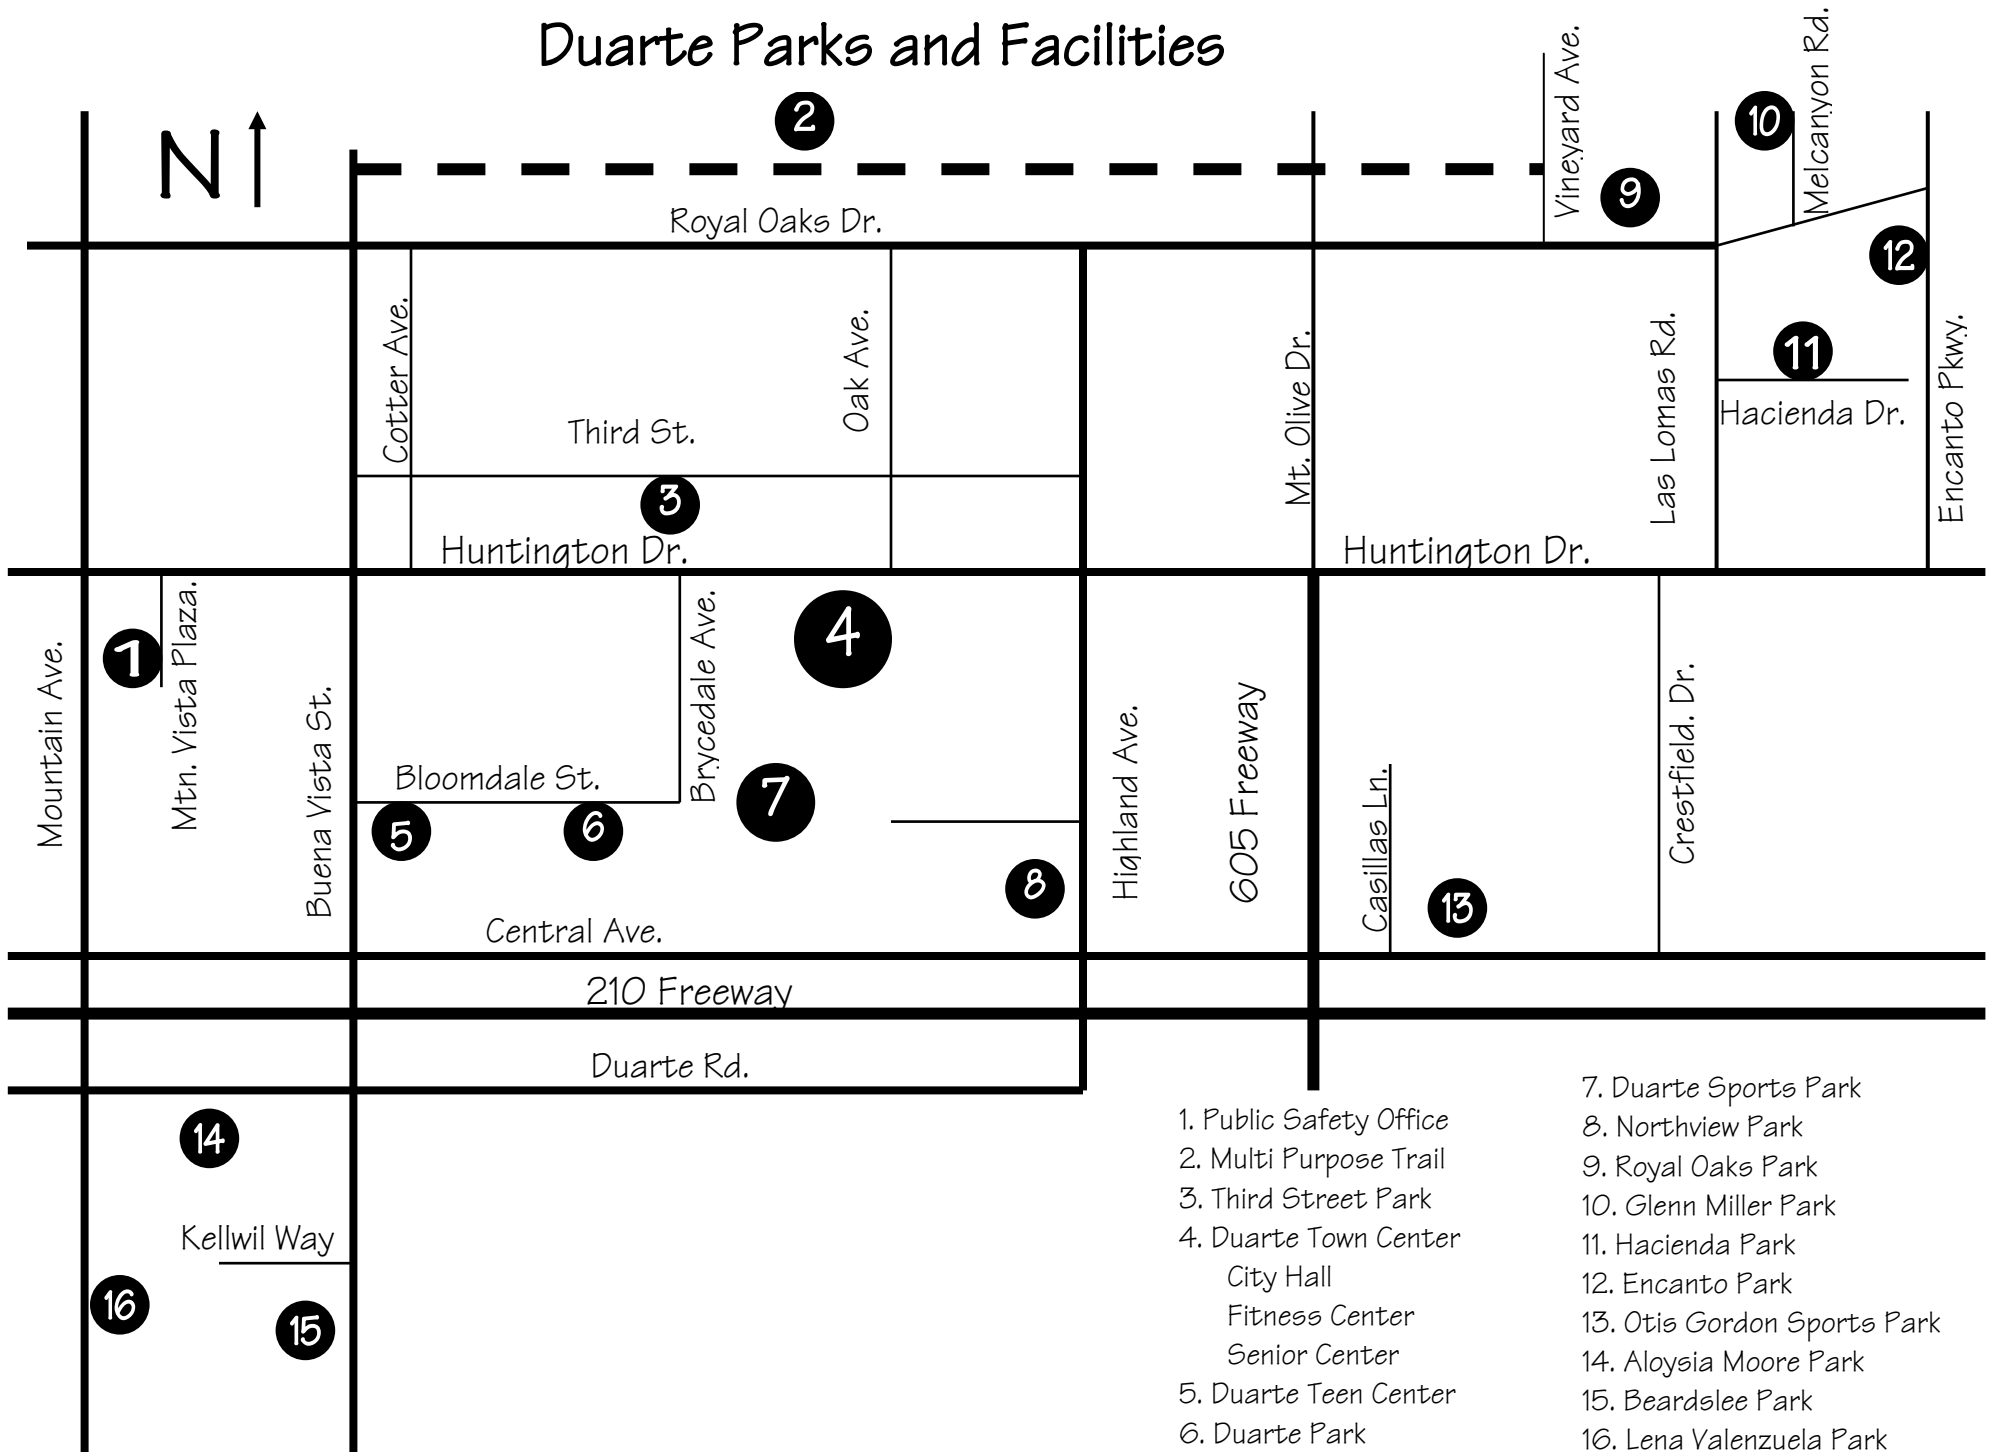 Duarte Parks and Facilities
N
2
10
9
12
11
Vineyard Ave.
Melcanyon Rd.
Royal Oaks Dr.
Cotter Ave.
Oak Ave.
Third St.
3
Mt. Olive Dr.
Las Lomas Rd.
Hacienda Dr.
Encanto Pkwy.
Huntington Dr.
Huntington Dr.
1
Mountain Ave.
Mtn. Vista Plaza.
Buena Vista St.
Brycedale Ave.
4
Bloomdale St.
5
6
7
8
Highland Ave.
605 Freeway
Casillas Ln.
13
Crestfield. Dr.
Central Ave.
210 Freeway
Duarte Rd.
14
Kellwil Way
16
15
1. Public Safety Office
2. Multi Purpose Trail
3. Third Street Park
4. Duarte Town Center
City Hall
Fitness Center
Senior Center
5. Duarte Teen Center
6. Duarte Park
7. Duarte Sports Park
8. Northview Park
9. Royal Oaks Park
10. Glenn Miller Park
11. Hacienda Park
12. Encanto Park
13. Otis Gordon Sports Park
14. Aloysia Moore Park
15. Beardslee Park
16. Lena Valenzuela Park